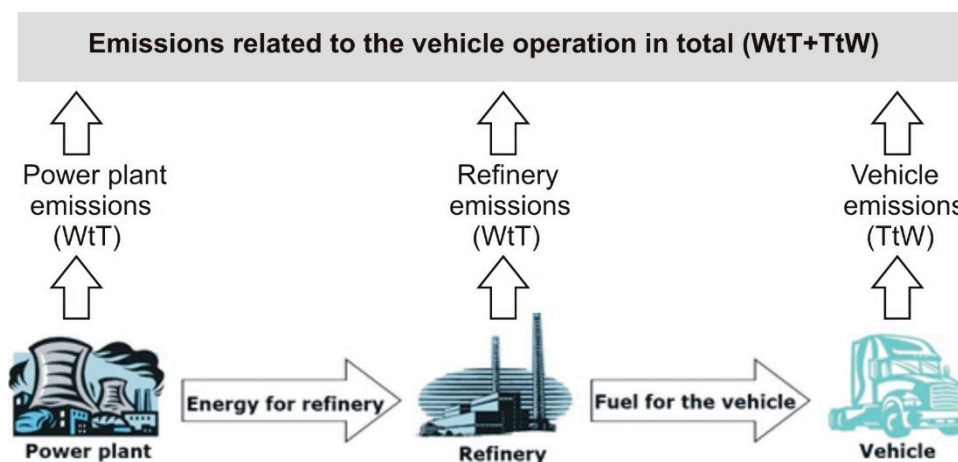 Emissions related to the vehicle operation in total (WtT+TtW)
Power plant
emissions
(WtT)
Refinery
emissions
(WtT)
Vehicle
emissions
(TtW)
Energy for refinery
Fuel for the vehicle
Power plant
Refinery
Vehicle